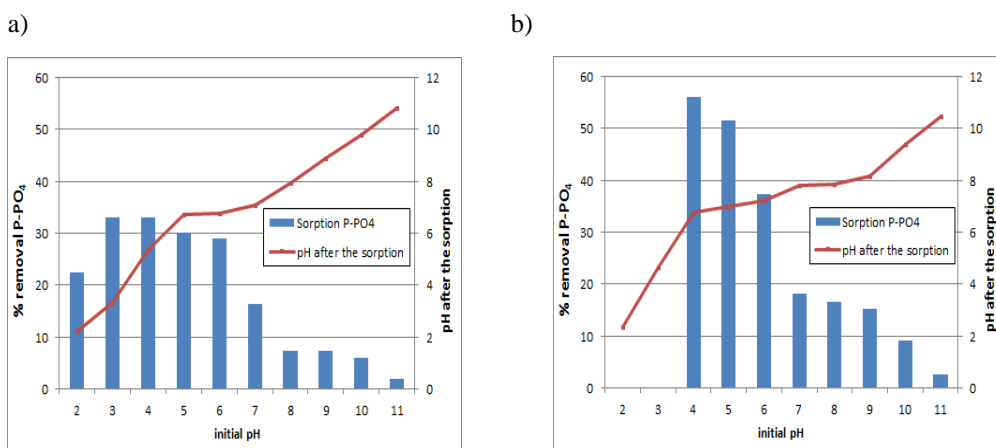 a)
60
50
40
30
20
10
0
% removal P-PO₄
12
10
8
6
4
2
0
pH after the sorption
Sorption P-PO4
pH after the sorption
2 3 4 5 6 7 8 9 10 11
initial pH
b)
60
50
40
30
20
10
0
% removal P-PO₄
12
10
8
6
4
2
0
pH after the sorption
Sorption P-PO4
pH after the sorption
2 3 4 5 6 7 8 9 10 11
initial pH